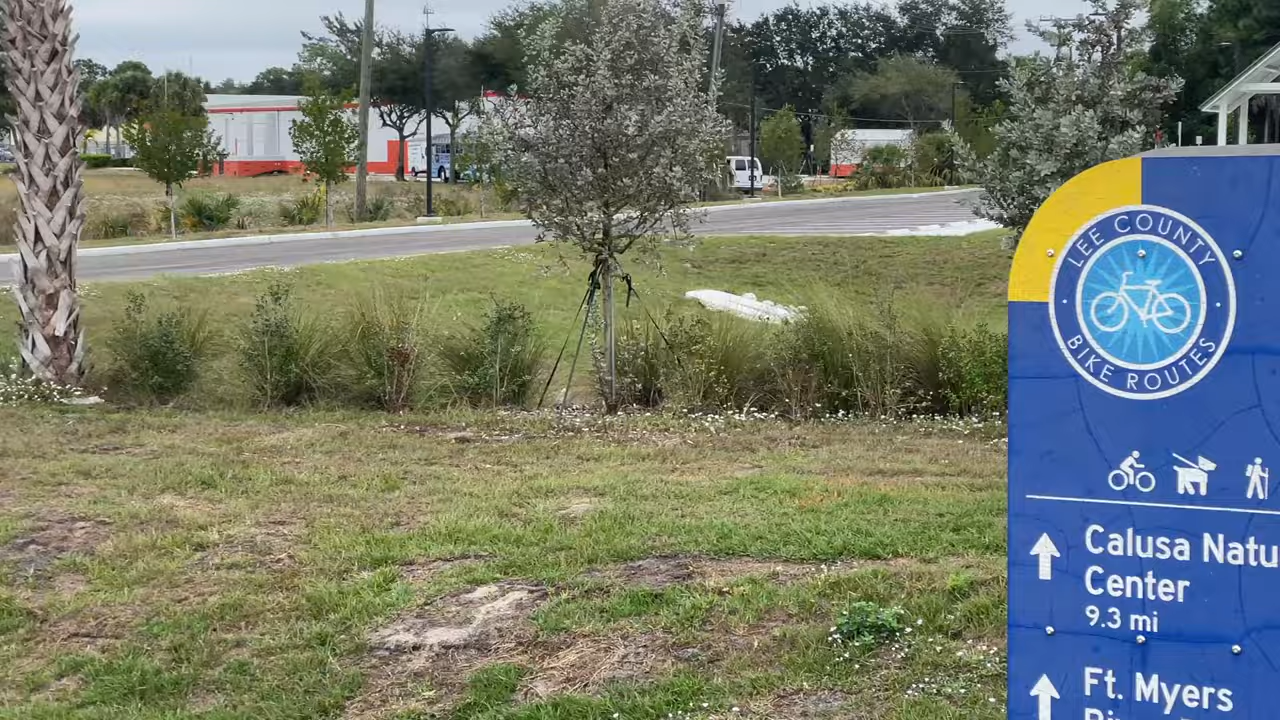 LEE COUNTY
BIKE ROUTES
Calusa Natu
Center
9.3 mi
Ft. Myers